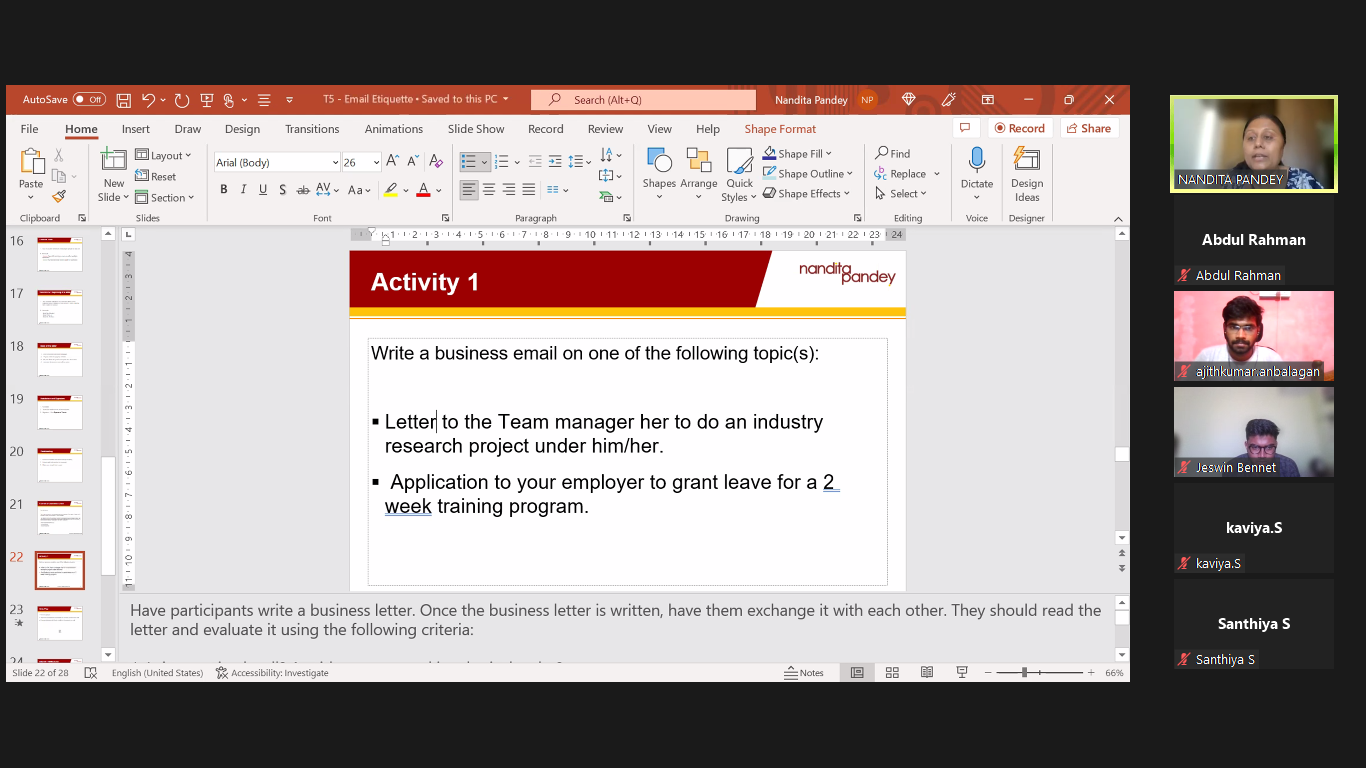 AutoSave Off T5 - Email Etiquette • Saved to this PC Search (Alt+Q) Nandita Pandey NP
File Home Insert Draw Design Transitions Animations Slide Show Record Review View Help Shape Format Record Share
Paste New Slide Layout Reset Section Arial (Body) 26 Shapes Arrange Quick Styles Shape Fill Shape Outline Shape Effects Find Replace Select Dictate Design Ideas
Clipboard Slides Font Paragraph Drawing Editing Voice Designer
16
17
18
19
20
21
22
23
24
Activity 1
nandita
pandey
Write a business email on one of the following topic(s):
▪ Letter to the Team manager her to do an industry
research project under him/her.
▪ Application to your employer to grant leave for a 2
week training program.
Have participants write a business letter. Once the business letter is written, have them exchange it with each other. They should read the
letter and evaluate it using the following criteria:
Slide 22 of 28 English (United States) Accessibility: Investigate Notes 66%
NANDITA PANDEY
Abdul Rahman
Abdul Rahman
ajithkumar.anbalagan
Jeswin Bennet
kaviya.S
kaviya.S
Santhiya S
Santhiya S